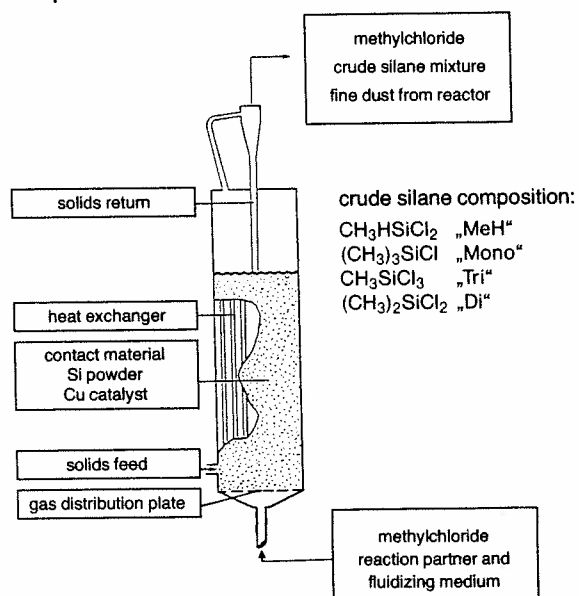 methylchloride
crude silane mixture
fine dust from reactor
solids return
crude silane composition:
CH₃HSiCl₂ „MeH“
(CH₃)₃SiCl „Mono“
CH₃SiCl₃ „Tri“
(CH₃)₂SiCl₂ „Di“
heat exchanger
contact material
Si powder
Cu catalyst
solids feed
gas distribution plate
methylchloride
reaction partner and
fluidizing medium